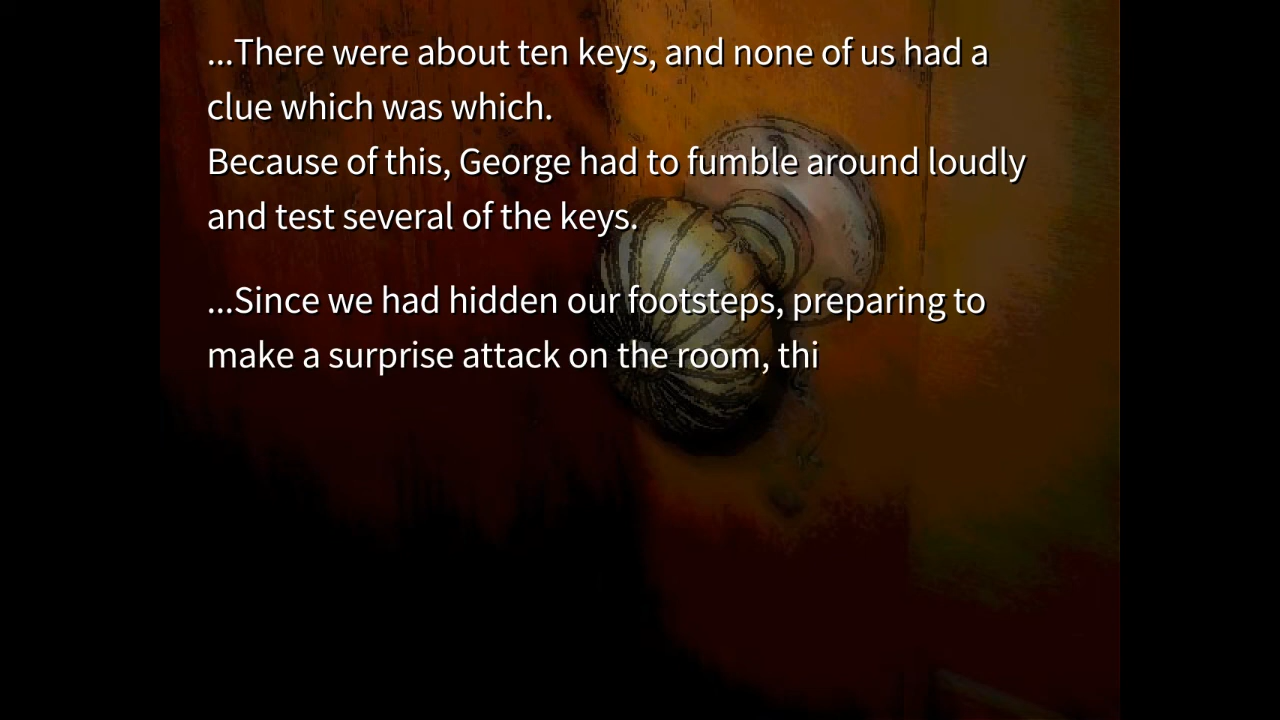 ...There were about ten keys, and none of us had a
clue which was which.
Because of this, George had to fumble around loudly
and test several of the keys.
...Since we had hidden our footsteps, preparing to
make a surprise attack on the room, thi